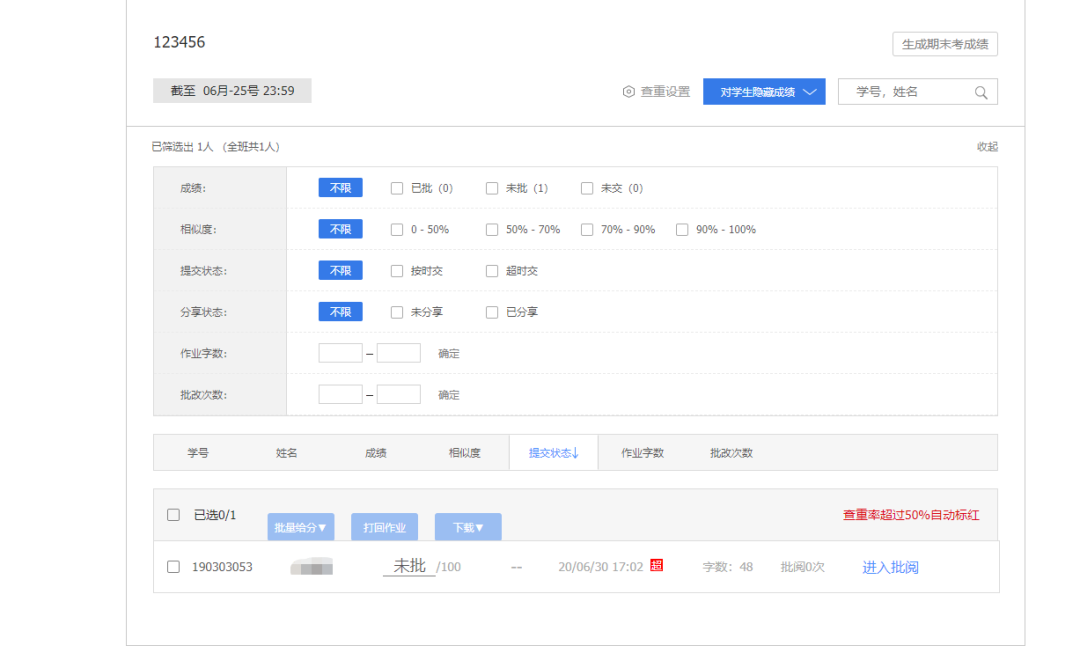 123456
生成期末考成绩
截至 06月-25号 23:59
查重设置
对学生隐藏成绩
学号，姓名
已筛选出 1人 （全班共1人）
收起
成绩: 不限 已批（0） 未批（1） 未交（0）
相似度: 不限 0 - 50% 50% - 70% 70% - 90% 90% - 100%
提交状态: 不限 按时交 超时交
分享状态: 不限 未分享 已分享
作业字数: – 确定
批改次数: – 确定
学号 姓名 成绩 相似度 提交状态↓ 作业字数 批改次数
已选0/1 批量给分▼ 打回作业 下载▼ 查重率超过50%自动标红
190303053 未批 /100 -- 20/06/30 17:02 超 字数：48 批阅0次 进入批阅